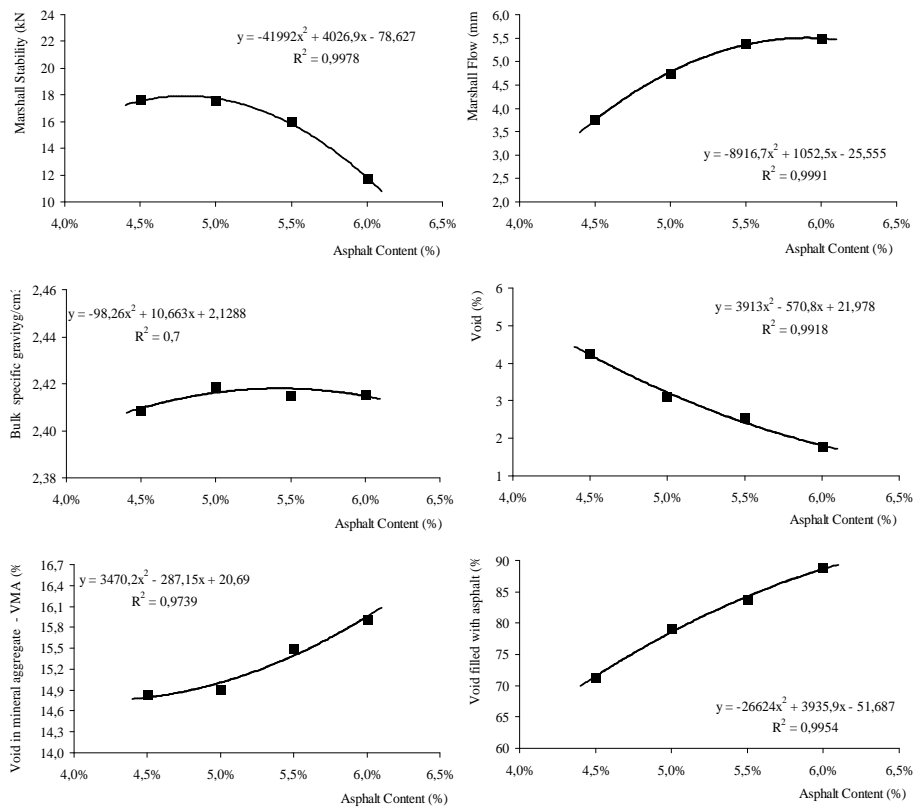 Marshall Stability (kN
24
22
20
18
16
14
12
10
y = -41992x² + 4026,9x - 78,627
R² = 0,9978
4,0% 4,5% 5,0% 5,5% 6,0% 6,5%
Asphalt Content (%)
Marshall Flow (mm
6,0
5,5
5,0
4,5
4,0
3,5
3,0
2,5
2,0
y = -8916,7x² + 1052,5x - 25,555
R² = 0,9991
4,0% 4,5% 5,0% 5,5% 6,0% 6,5%
Asphalt Content (%)
Bulk specific gravityg/cm3
2,46
2,44
2,42
2,40
2,38
y = -98,26x² + 10,663x + 2,1288
R² = 0,7
4,0% 4,5% 5,0% 5,5% 6,0% 6,5%
Asphalt Content (%)
Void (%)
6
5
4
3
2
1
y = 3913x² - 570,8x + 21,978
R² = 0,9918
4,0% 4,5% 5,0% 5,5% 6,0% 6,5%
Asphalt Content (%)
Void in mineral aggregate - VMA (%
16,7
16,4
16,1
15,8
15,5
15,2
14,9
14,6
14,3
14,0
y = 3470,2x² - 287,15x + 20,69
R² = 0,9739
4,0% 4,5% 5,0% 5,5% 6,0% 6,5%
Asphalt Content (%)
Void filled with asphalt (%
90
85
80
75
70
65
60
y = -26624x² + 3935,9x - 51,687
R² = 0,9954
4,0% 4,5% 5,0% 5,5% 6,0% 6,5%
Asphalt Content (%)